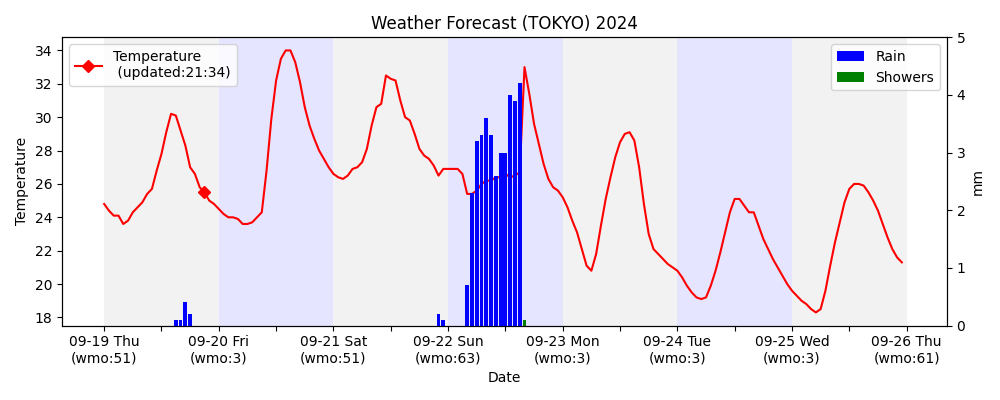 Weather Forecast (TOKYO) 2024
Temperature
(updated:21:34)
Rain
Showers
Temperature
34
32
30
28
26
24
22
20
18
5
4
3
2
1
0
mm
09-19 Thu
(wmo:51)
09-20 Fri
(wmo:3)
09-21 Sat
(wmo:51)
09-22 Sun
(wmo:63)
09-23 Mon
(wmo:3)
09-24 Tue
(wmo:3)
09-25 Wed
(wmo:3)
09-26 Thu
(wmo:61)
Date